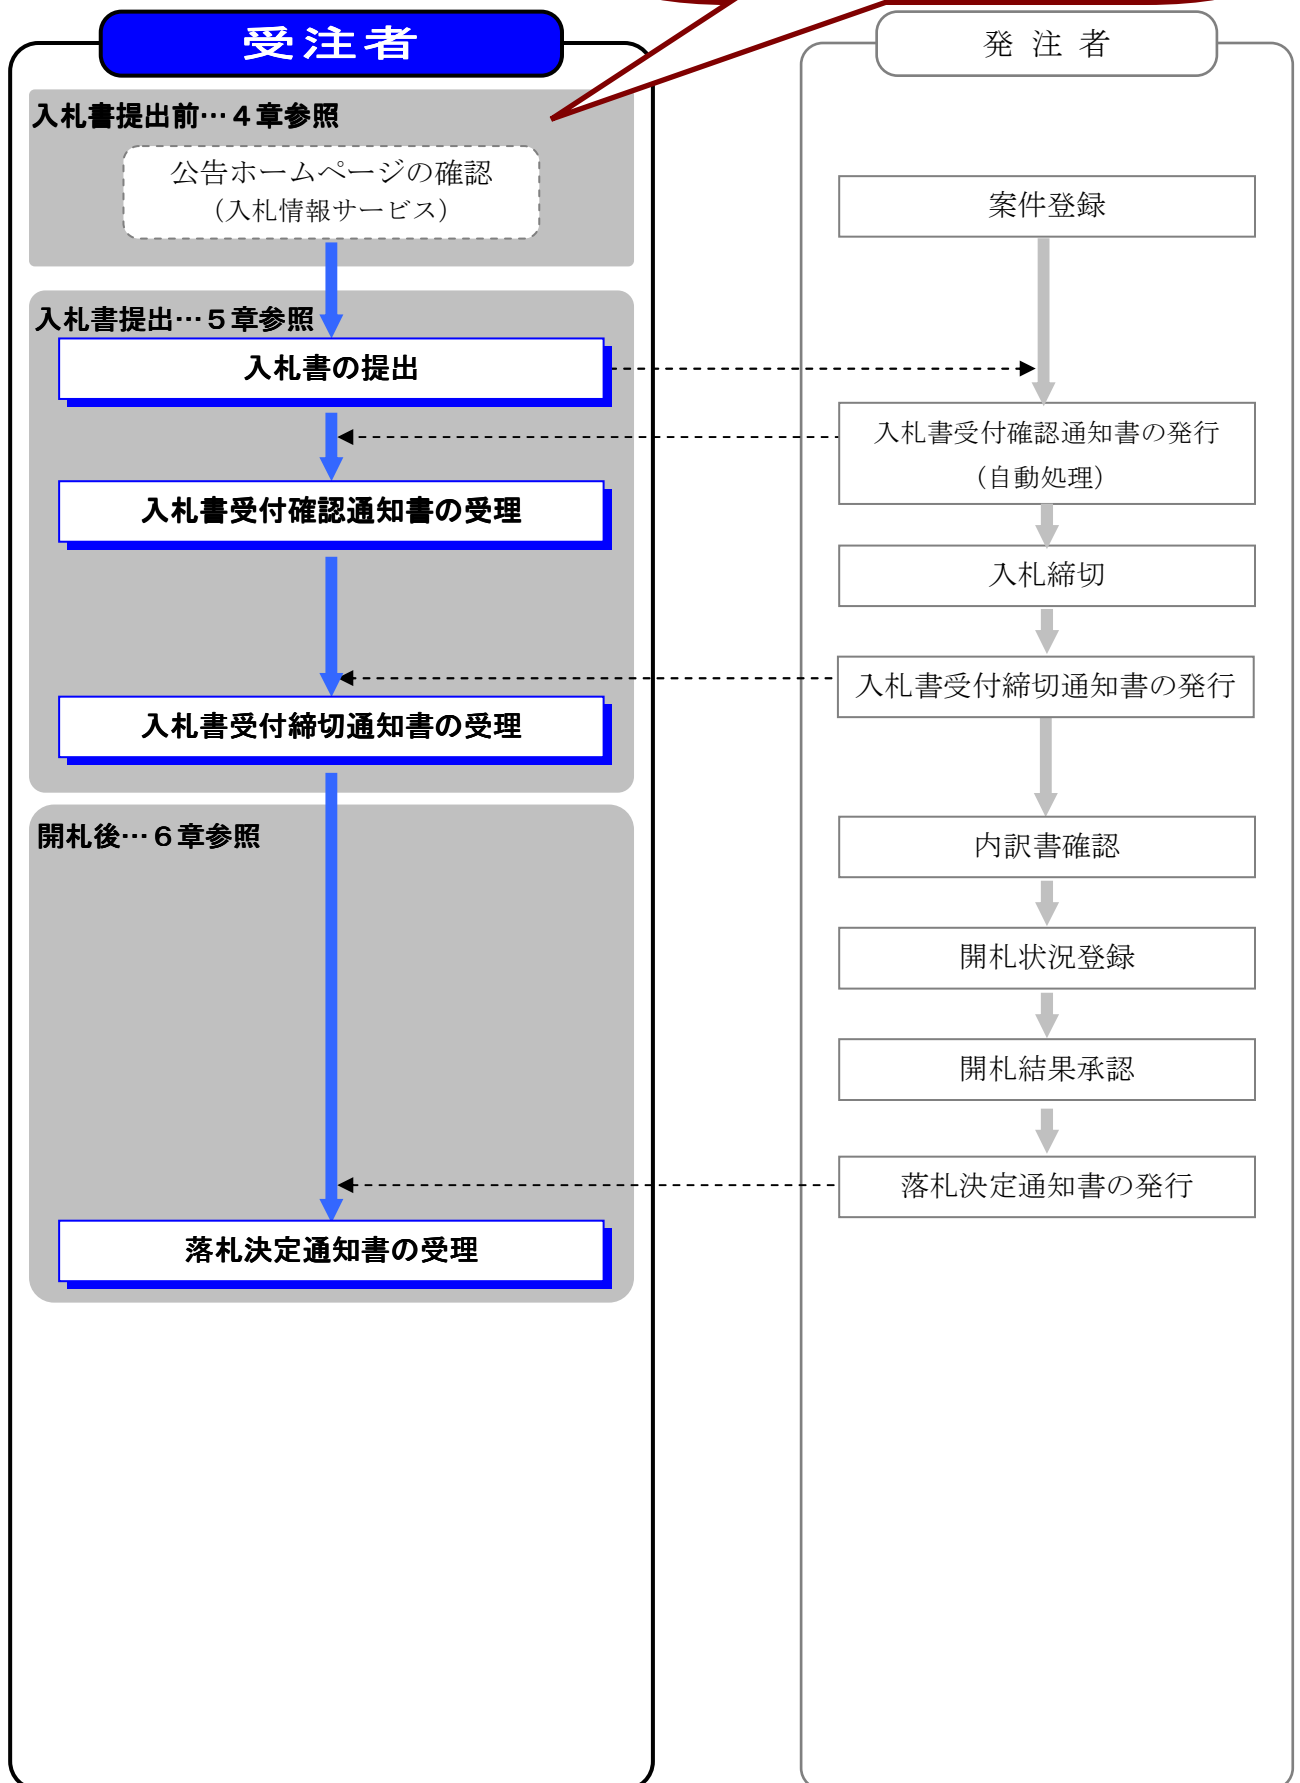 受注者
入札書提出前…４章参照
公告ホームページの確認
（入札情報サービス）
入札書提出…５章参照
入札書の提出
入札書受付確認通知書の受理
入札書受付締切通知書の受理
開札後…６章参照
落札決定通知書の受理
発 注 者
案件登録
入札書受付確認通知書の発行
（自動処理）
入札締切
入札書受付締切通知書の発行
内訳書確認
開札状況登録
開札結果承認
落札決定通知書の発行